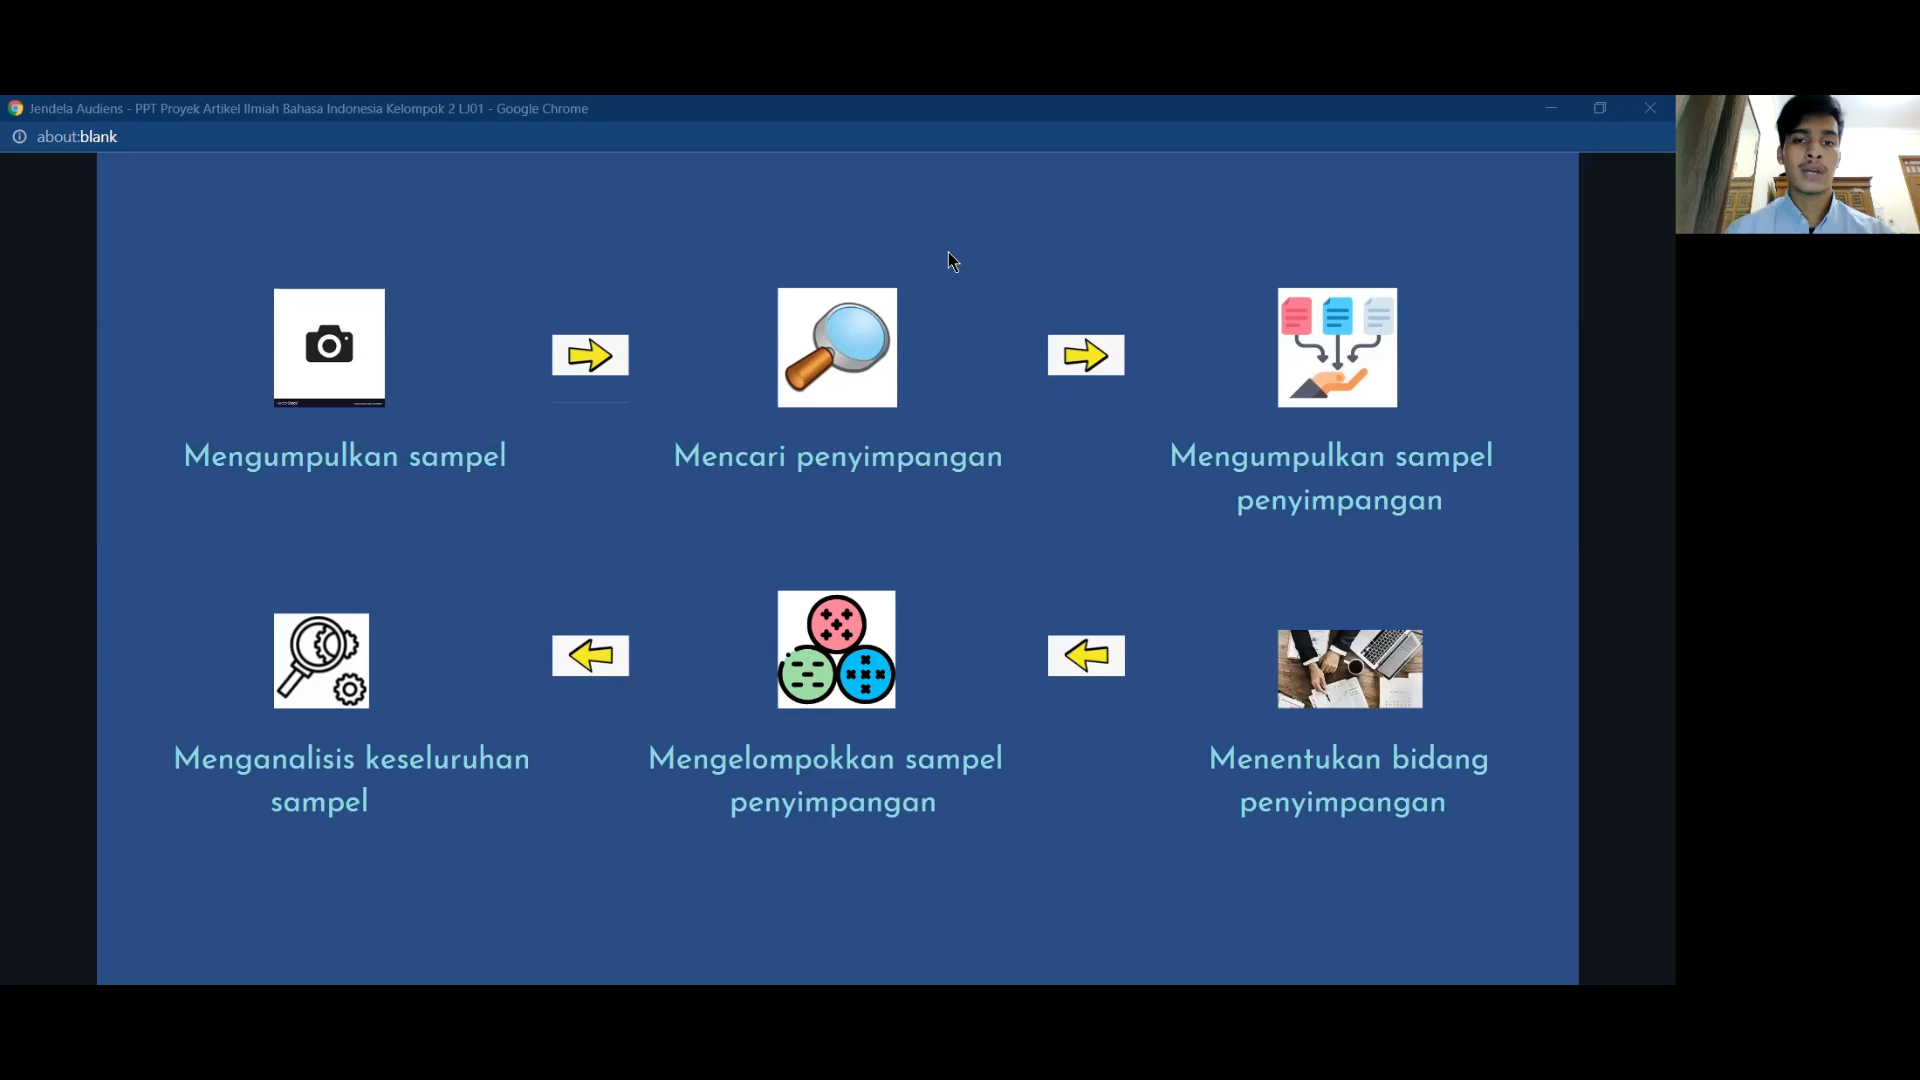 Jendela Audiens - PPT Proyek Artikel Ilmiah Bahasa Indonesia Kelompok 2 LJ01 - Google Chrome
about:blank
Mengumpulkan sampel
Mencari penyimpangan
Mengumpulkan sampel
penyimpangan
Menganalisis keseluruhan
sampel
Mengelompokkan sampel
penyimpangan
Menentukan bidang
penyimpangan